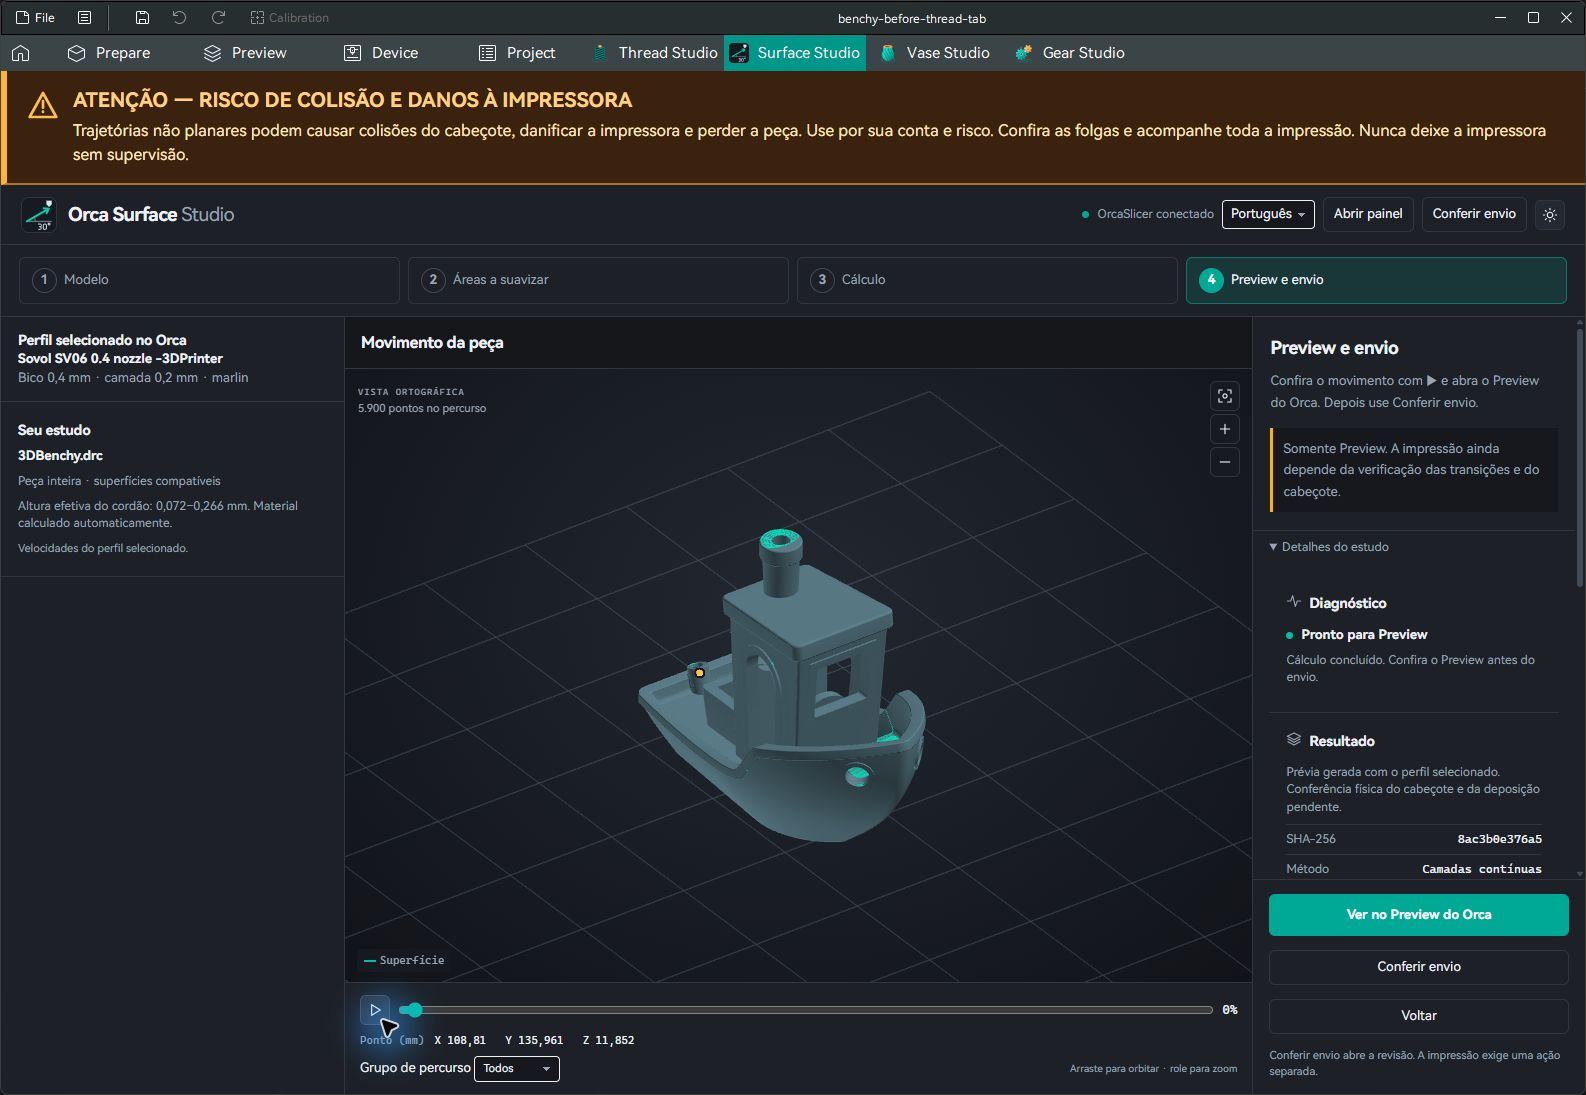 File
Calibration
benchy-before-thread-tab
Prepare
Preview
Device
Project
Thread Studio
30°
Surface Studio
Vase Studio
Gear Studio
ATENÇÃO — RISCO DE COLISÃO E DANOS À IMPRESSORA
Trajetórias não planares podem causar colisões do cabeçote, danificar a impressora e perder a peça. Use por sua conta e risco. Confira as folgas e acompanhe toda a impressão. Nunca deixe a impressora
sem supervisão.
30°
Orca Surface Studio
OrcaSlicer conectado
Português
Abrir painel
Conferir envio
1 Modelo
2 Áreas a suavizar
3 Cálculo
4 Preview e envio
Perfil selecionado no Orca
Sovol SV06 0.4 nozzle -3DPrinter
Bico 0,4 mm · camada 0,2 mm · marlin
Seu estudo
3DBenchy.drc
Peça inteira · superfícies compatíveis
Altura efetiva do cordão: 0,072–0,266 mm. Material
calculado automaticamente.
Velocidades do perfil selecionado.
Movimento da peça
VISTA ORTOGRÁFICA
5.900 pontos no percurso
Superfície
0%
Ponto (mm) X 108,81 Y 135,961 Z 11,852
Grupo de percurso Todos
Arraste para orbitar · role para zoom
Preview e envio
Confira o movimento com ▶ e abra o Preview
do Orca. Depois use Conferir envio.
Somente Preview. A impressão ainda
depende da verificação das transições e do
cabeçote.
▼ Detalhes do estudo
Diagnóstico
Pronto para Preview
Cálculo concluído. Confira o Preview antes do
envio.
Resultado
Prévia gerada com o perfil selecionado.
Conferência física do cabeçote e da deposição
pendente.
SHA-256 8ac3b0e376a5
Método Camadas contínuas
Ver no Preview do Orca
Conferir envio
Voltar
Conferir envio abre a revisão. A impressão exige uma ação
separada.